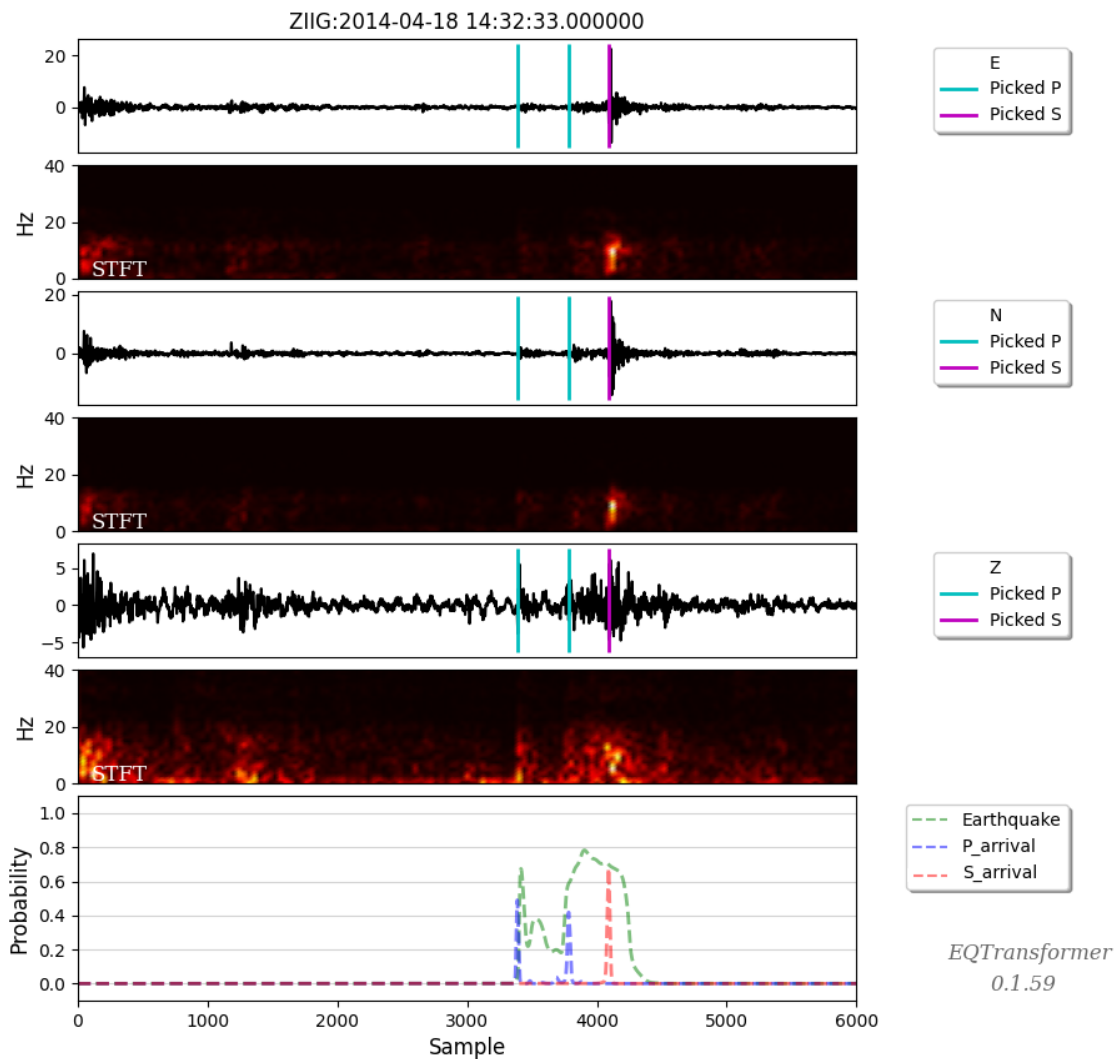 ZIIG:2014-04-18 14:32:33.000000
20
0
E
Picked P
Picked S
40
20
0
Hz
STFT
20
0
N
Picked P
Picked S
40
20
0
Hz
STFT
5
0
−5
Z
Picked P
Picked S
40
20
0
Hz
STFT
1.0
0.8
0.6
0.4
0.2
0.0
Probability
Earthquake
P_arrival
S_arrival
EQTransformer
0.1.59
0 1000 2000 3000 4000 5000 6000
Sample